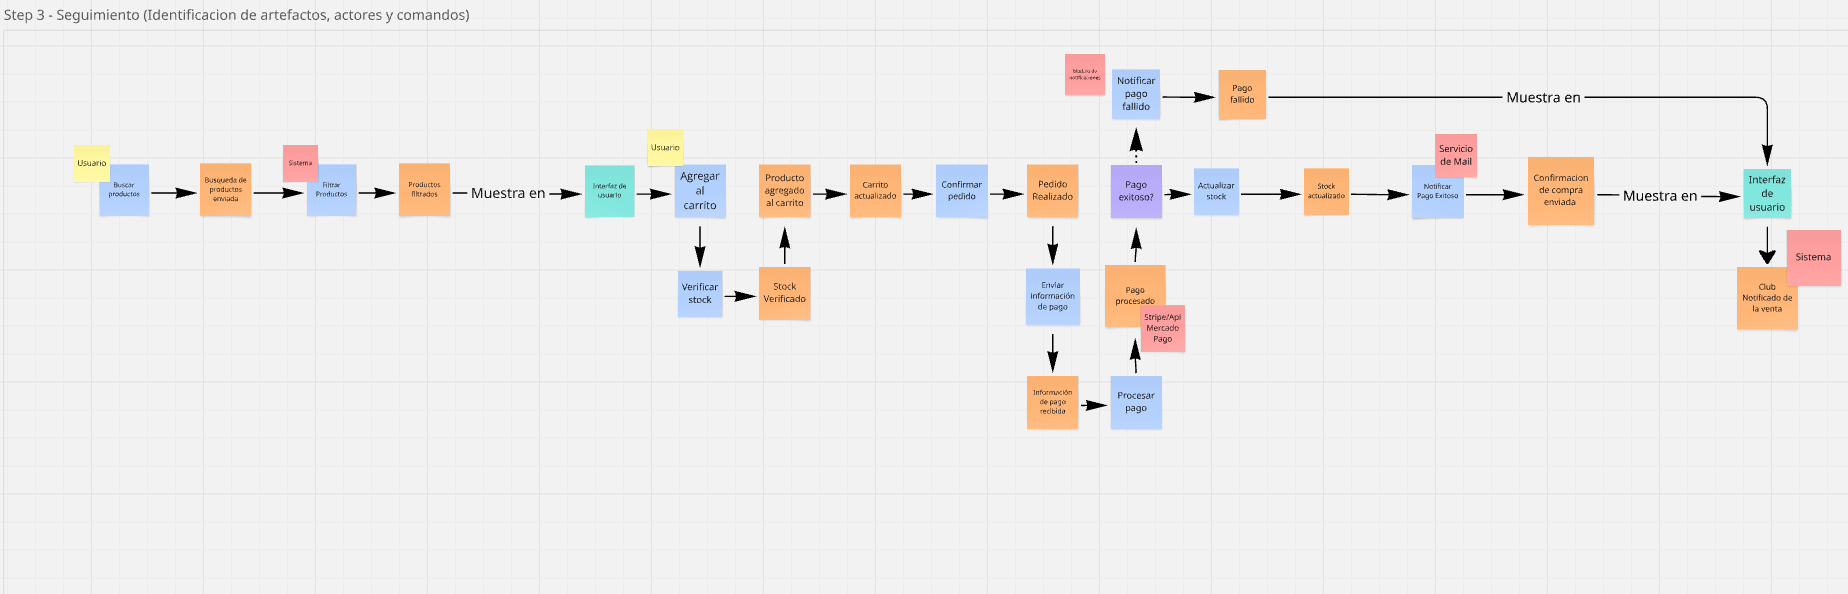 Step 3 - Seguimiento (Identificacion de artefactos, actores y comandos)
Usuario
Buscar
productos
Busqueda de
productos
enviada
Sistema
Filtrar
Productos
Productos
filtrados
Muestra en
Interfaz de
usuario
Usuario
Agregar
al
carrito
Verificar
stock
Stock
Verificado
Producto
agregado
al carrito
Carrito
actualizado
Confirmar
pedido
Pedido
Realizado
Enviar
información
de pago
Información
de pago
recibida
Procesar
pago
Pago
procesado
Stripe/Api
Mercado
Pago
Pago
exitoso?
Modulo de
notificaciones
Notificar
pago
fallido
Pago
fallido
Muestra en
Actualizar
stock
Stock
actualizado
Servicio
de Mail
Notificar
Pago Exitoso
Confirmacion
de compra
enviada
Muestra en
Interfaz
de
usuario
Sistema
Club
Notificado de
la venta